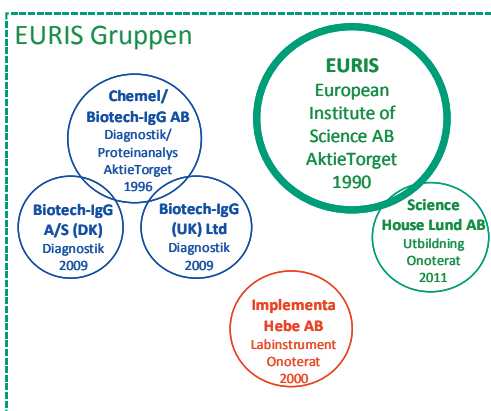 EURIS Gruppen
EURIS
European
Institute of
Science AB
AktieTorget
1990
Chemel/
Biotech-IgG AB
Diagnostik/
Proteinanalys
AktieTorget
1996
Biotech-IgG
A/S (DK)
Diagnostik
2009
Biotech-IgG
(UK) Ltd
Diagnostik
2009
Science
House Lund AB
Utbildning
Onoterat
2011
Implementa
Hebe AB
Labinstrument
Onoterat
2000